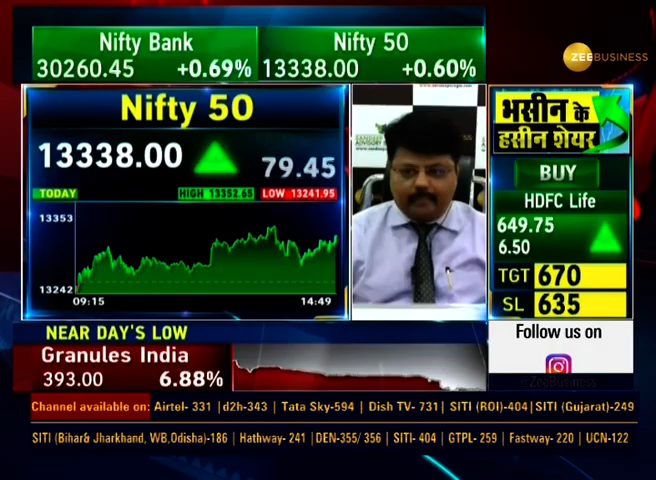 Nifty Bank
30260.45 +0.69%
Nifty 50
13338.00 +0.60%
ZEEBUSINESS
Nifty 50
13338.00 79.45
TODAY HIGH 13352.65 LOW 13241.95
13353
13242
09:15 14:49
भसीन के
हसीन शेयर
BUY
HDFC Life
649.75
6.50
TGT 670
SL 635
NEAR DAY'S LOW
Granules India
393.00 6.88%
Follow us on
@ZeeBusiness
Channel available on: Airtel- 331 | d2h-343 | Tata Sky-594 | Dish TV- 731| SITI (ROI)-404| SITI (Gujarat)-249
SITI (Bihar& Jharkhand, WB,Odisha)-186 | Hathway- 241 |DEN-355/ 356 | SITI- 404 | GTPL- 259 | Fastway- 220 | UCN-122